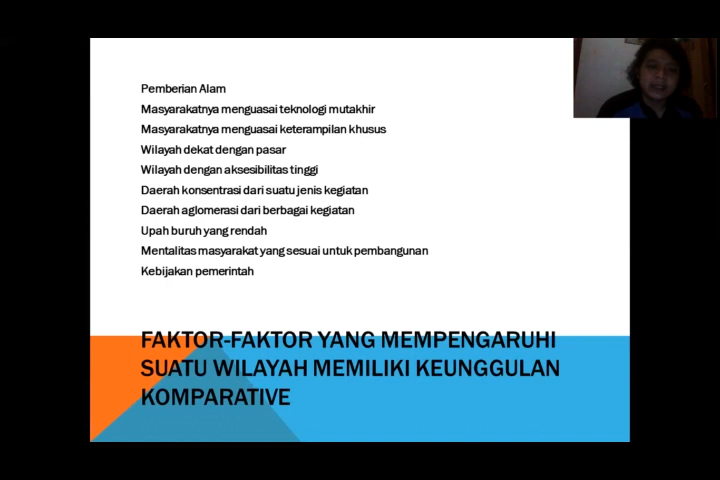 Pemberian Alam
Masyarakatnya menguasai teknologi mutakhir
Masyarakatnya menguasai keterampilan khusus
Wilayah dekat dengan pasar
Wilayah dengan aksesibilitas tinggi
Daerah konsentrasi dari suatu jenis kegiatan
Daerah aglomerasi dari berbagai kegiatan
Upah buruh yang rendah
Mentalitas masyarakat yang sesuai untuk pembangunan
Kebijakan pemerintah
FAKTOR-FAKTOR YANG MEMPENGARUHI
SUATU WILAYAH MEMILIKI KEUNGGULAN
KOMPARATIVE